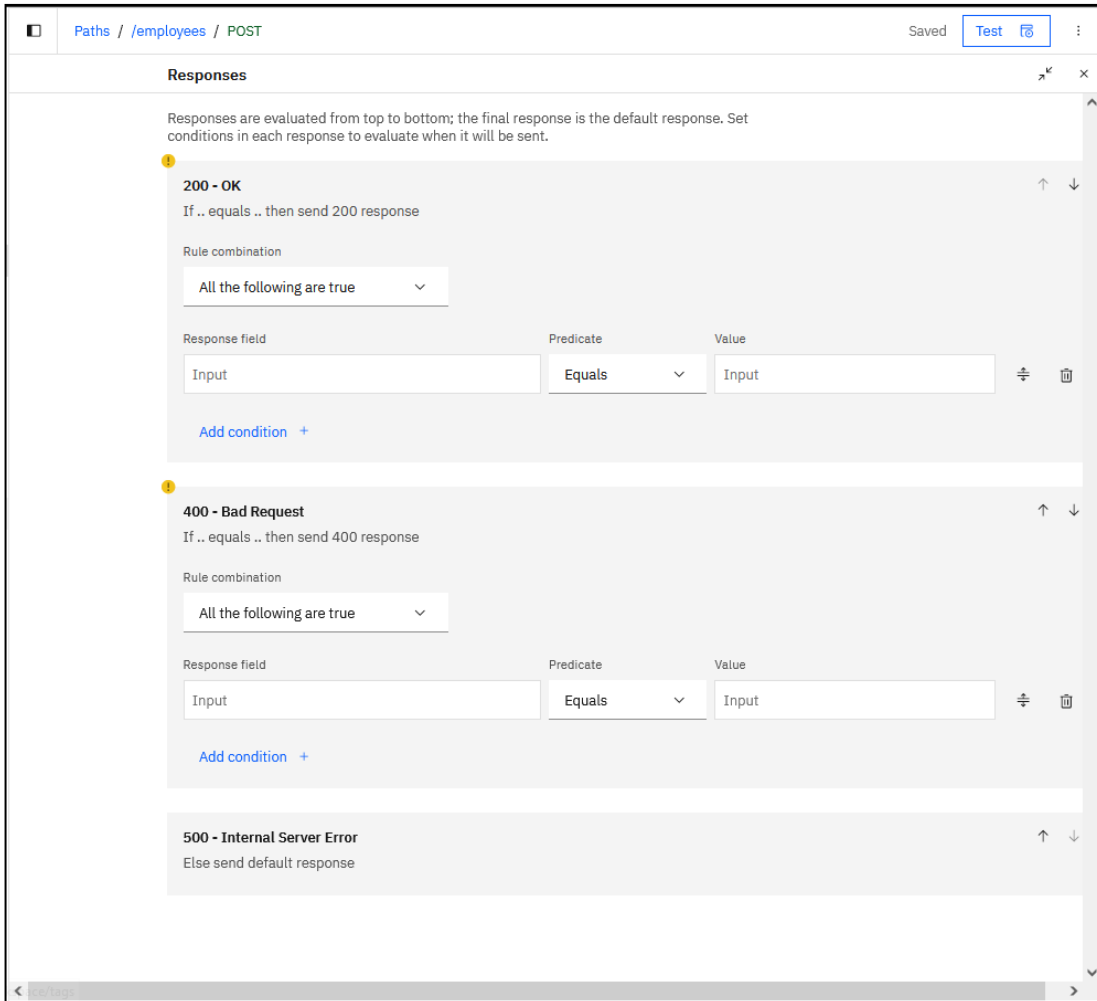 Paths / /employees / POST
Saved
Test
Responses
Responses are evaluated from top to bottom; the final response is the default response. Set
conditions in each response to evaluate when it will be sent.
200 - OK
If .. equals .. then send 200 response
Rule combination
All the following are true
Response field Predicate Value
Input Equals Input
Add condition +
400 - Bad Request
If .. equals .. then send 400 response
Rule combination
All the following are true
Response field Predicate Value
Input Equals Input
Add condition +
500 - Internal Server Error
Else send default response